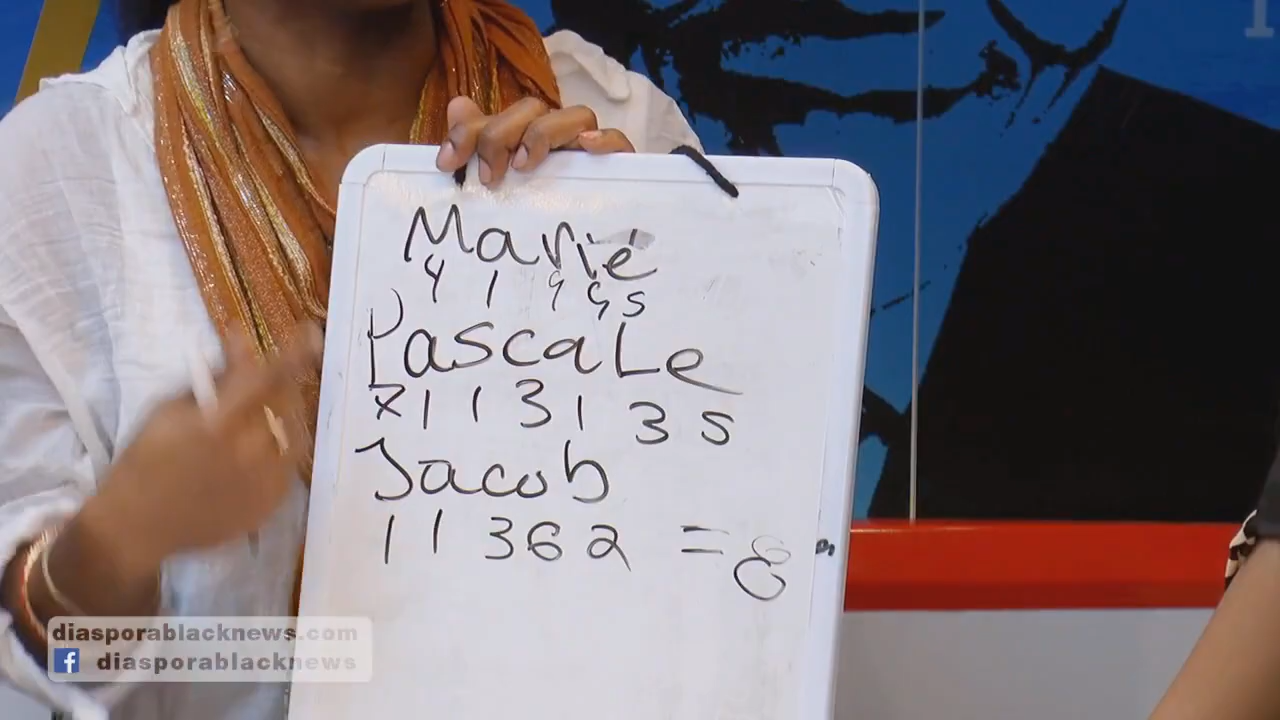 Marie
4 1 9 9 5
PascaLe
7 1 1 3 1 3 5
Jacob
1 1 3 6 2 = 8
diasporablacknews.com
diasporablacknews